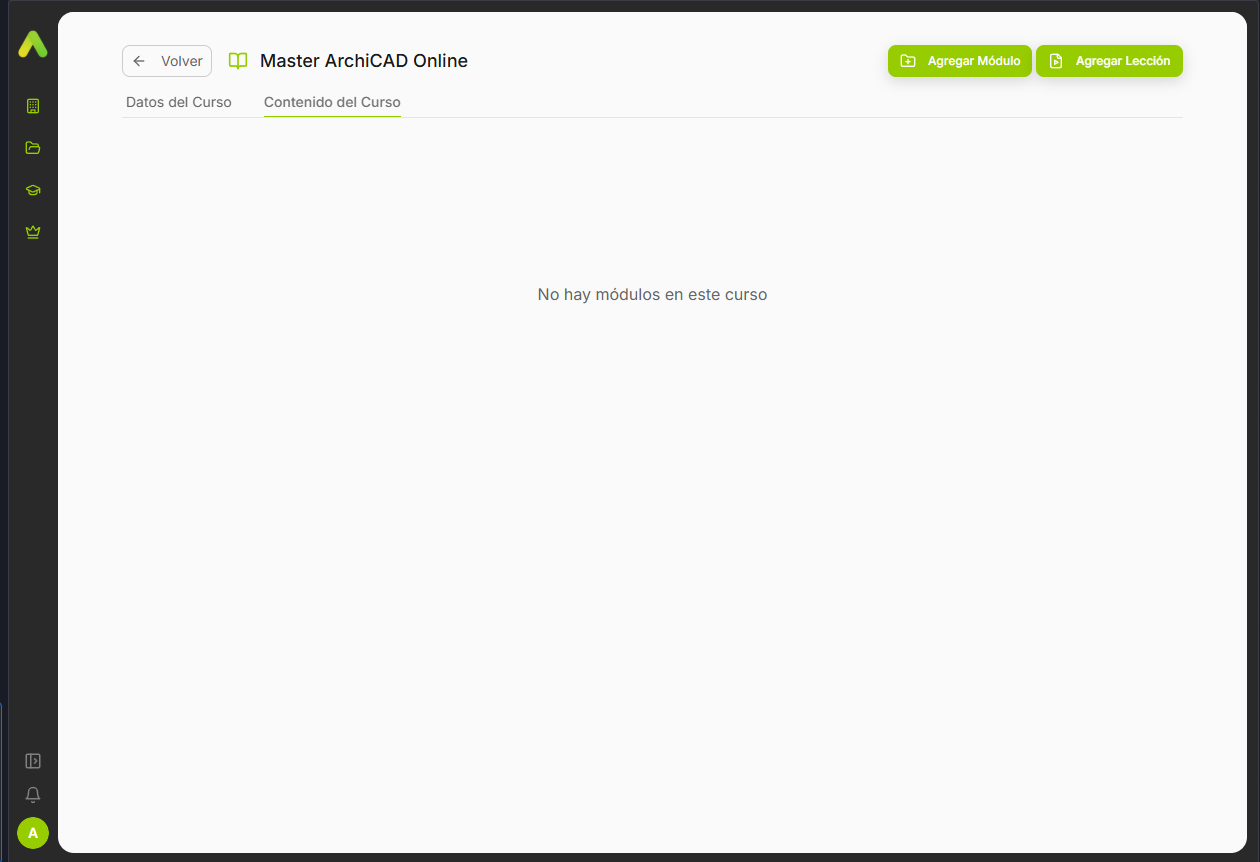 Volver
Master ArchiCAD Online
Agregar Módulo
Agregar Lección
Datos del Curso
Contenido del Curso
No hay módulos en este curso
A